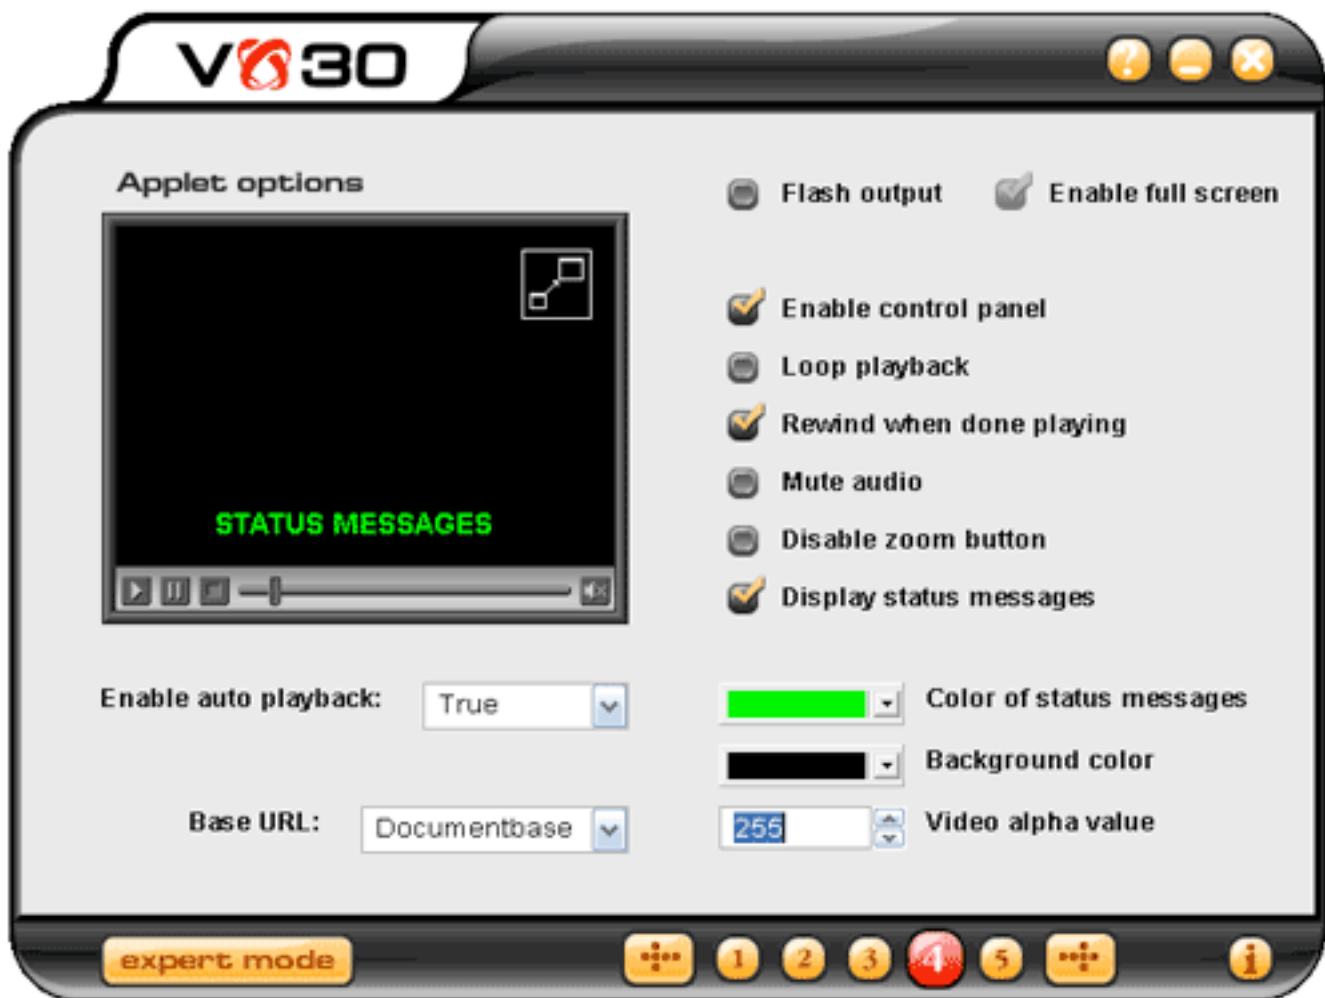 VX30
Applet options
Flash output
Enable full screen
Enable control panel
Loop playback
Rewind when done playing
Mute audio
Disable zoom button
STATUS MESSAGES
Display status messages
Enable auto playback:
True
Color of status messages
Background color
Base URL:
Documentbase
255
Video alpha value
expert mode
1
2
3
4
5